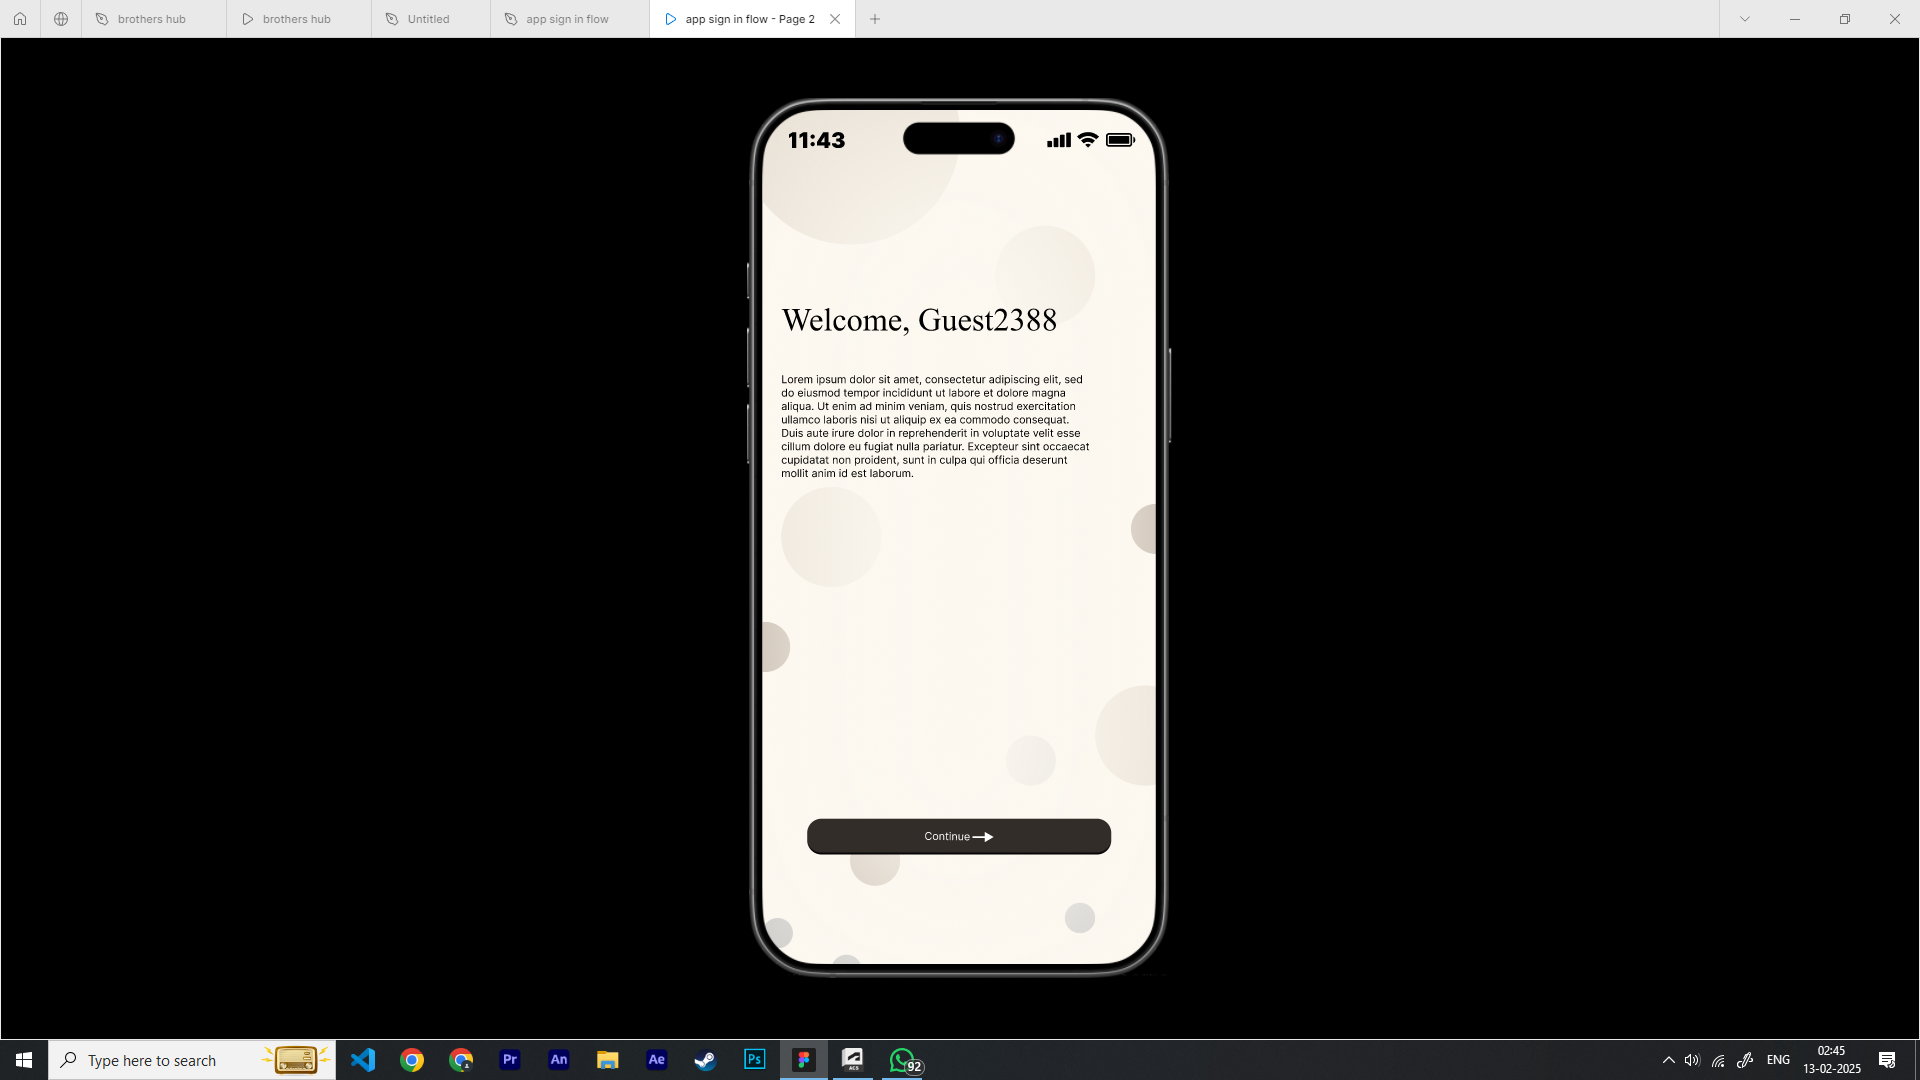 brothers hub
brothers hub
Untitled
app sign in flow
app sign in flow - Page 2
11:43
Welcome, Guest2388
Lorem ipsum dolor sit amet, consectetur adipiscing elit, sed
do eiusmod tempor incididunt ut labore et dolore magna
aliqua. Ut enim ad minim veniam, quis nostrud exercitation
ullamco laboris nisi ut aliquip ex ea commodo consequat.
Duis aute irure dolor in reprehenderit in voluptate velit esse
cillum dolore eu fugiat nulla pariatur. Excepteur sint occaecat
cupidatat non proident, sunt in culpa qui officia deserunt
mollit anim id est laborum.
Continue
Type here to search
Pr
An
Ae
Ps
ACS
92
ENG
02:45
13-02-2025